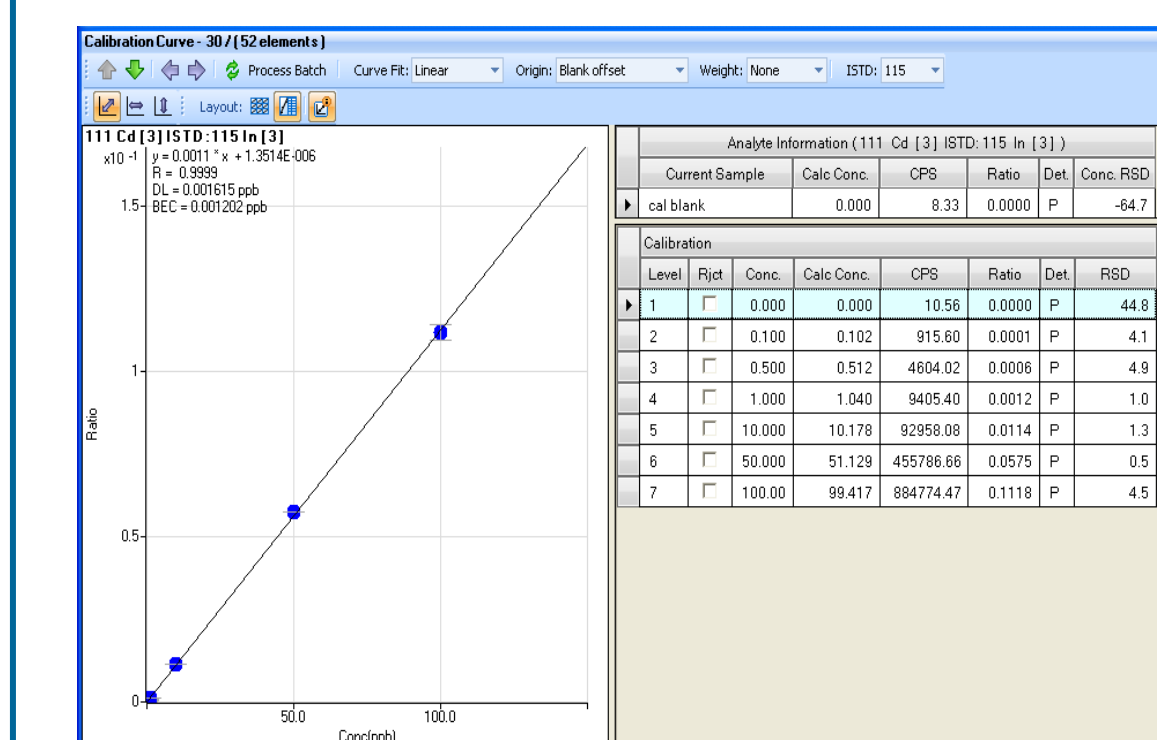 Calibration Curve - 30 / ( 52 elements )
Process Batch Curve Fit: Linear Origin: Blank offset Weight: None ISTD: 115
Layout:
111 Cd [ 3 ] ISTD:115 In [ 3 ]
x10 -1
y = 0.0011 * x + 1.3514E-006
R = 0.9999
DL = 0.001615 ppb
BEC = 0.001202 ppb
1.5
1
0.5
0
Ratio
50.0 100.0
Conc(ppb)
Analyte Information ( 111 Cd [ 3 ] ISTD: 115 In [ 3 ] )
Current Sample Calc Conc. CPS Ratio Det. Conc. RSD
cal blank 0.000 8.33 0.0000 P -64.7
Calibration
Level Rjct Conc. Calc Conc. CPS Ratio Det. RSD
1 0.000 0.000 10.56 0.0000 P 44.8
2 0.100 0.102 915.60 0.0001 P 4.1
3 0.500 0.512 4604.02 0.0006 P 4.9
4 1.000 1.040 9405.40 0.0012 P 1.0
5 10.000 10.178 92958.08 0.0114 P 1.3
6 50.000 51.129 455786.66 0.0575 P 0.5
7 100.00 99.417 884774.47 0.1118 P 4.5